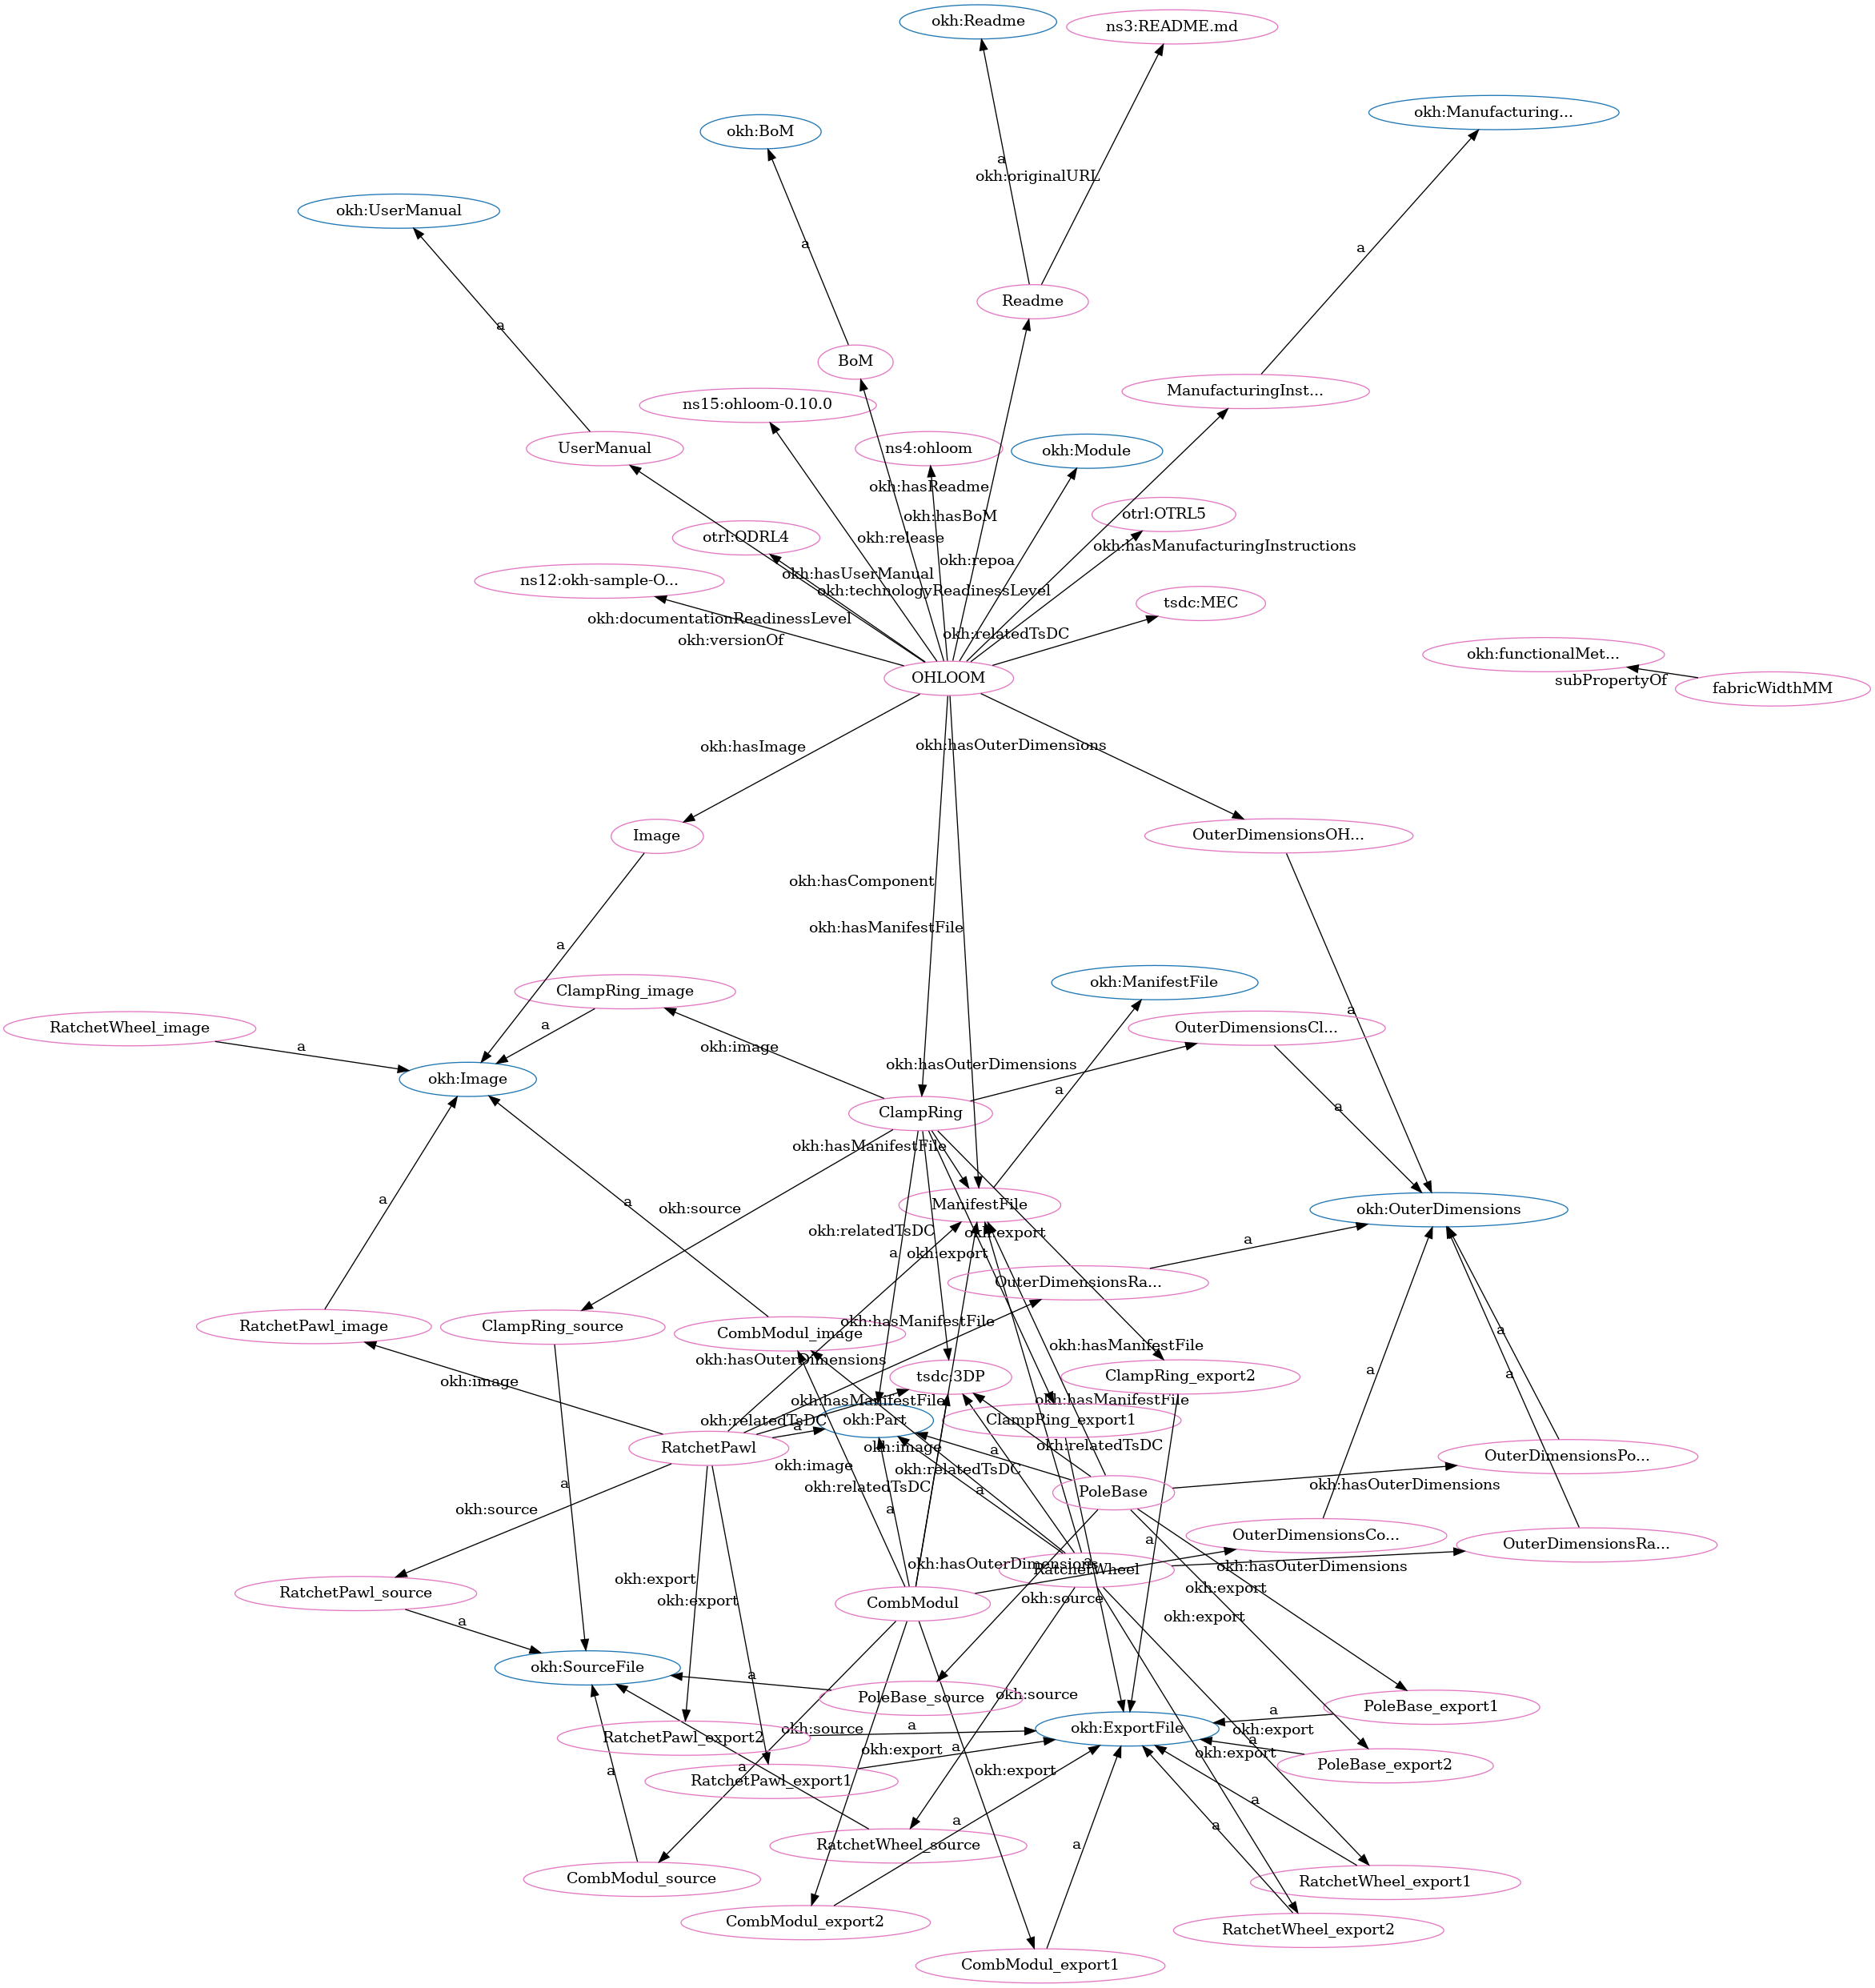 okh:Readme
ns3:README.md
okh:Manufacturing...
okh:BoM
a
okh:originalURL
okh:UserManual
a
a
a
Readme
BoM
ManufacturingInst...
ns15:ohloom-0.10.0
UserManual
ns4:ohloom
okh:Module
okh:hasReadme
otrl:OTRL5
okh:hasBoM
otrl:ODRL4
okh:release
okh:hasManufacturingInstructions
okh:repo
a
okh:hasUserManual
ns12:okh-sample-O...
okh:technologyReadinessLevel
tsdc:MEC
okh:documentationReadinessLevel
okh:relatedTsDC
okh:versionOf
okh:functionalMet...
OHLOOM
subPropertyOf
fabricWidthMM
okh:hasImage
okh:hasOuterDimensions
Image
OuterDimensionsOH...
okh:hasComponent
okh:hasManifestFile
a
okh:ManifestFile
ClampRing_image
a
RatchetWheel_image
a
OuterDimensionsCl...
a
okh:image
okh:hasOuterDimensions
okh:Image
a
ClampRing
a
okh:hasManifestFile
a
a
okh:source
ManifestFile
okh:OuterDimensions
okh:relatedTsDC
okh:export
a
okh:export
a
OuterDimensionsRa...
RatchetPawl_image
ClampRing_source
okh:hasManifestFile
CombModul_image
a
okh:hasManifestFile
okh:hasOuterDimensions
a
a
okh:image
tsdc:3DP
ClampRing_export2
okh:hasManifestFile
okh:hasManifestFile
okh:relatedTsDC
okh:Part
ClampRing_export1
a
RatchetPawl
okh:image
okh:relatedTsDC
a
OuterDimensionsPo...
okh:image
okh:relatedTsDC
a
okh:relatedTsDC
okh:hasOuterDimensions
a
PoleBase
okh:source
a
OuterDimensionsCo...
a
OuterDimensionsRa...
okh:hasOuterDimensions
a
RatchetWheel
okh:hasOuterDimensions
okh:export
RatchetPawl_source
okh:export
okh:export
CombModul
okh:source
okh:export
a
okh:SourceFile
a
PoleBase_source
okh:source
PoleBase_export1
a
a
RatchetPawl_export2
okh:source
okh:ExportFile
okh:export
a
okh:export
a
okh:export
PoleBase_export2
a
a
okh:export
RatchetPawl_export1
a
a
a
RatchetWheel_source
a
CombModul_source
RatchetWheel_export1
CombModul_export2
RatchetWheel_export2
CombModul_export1